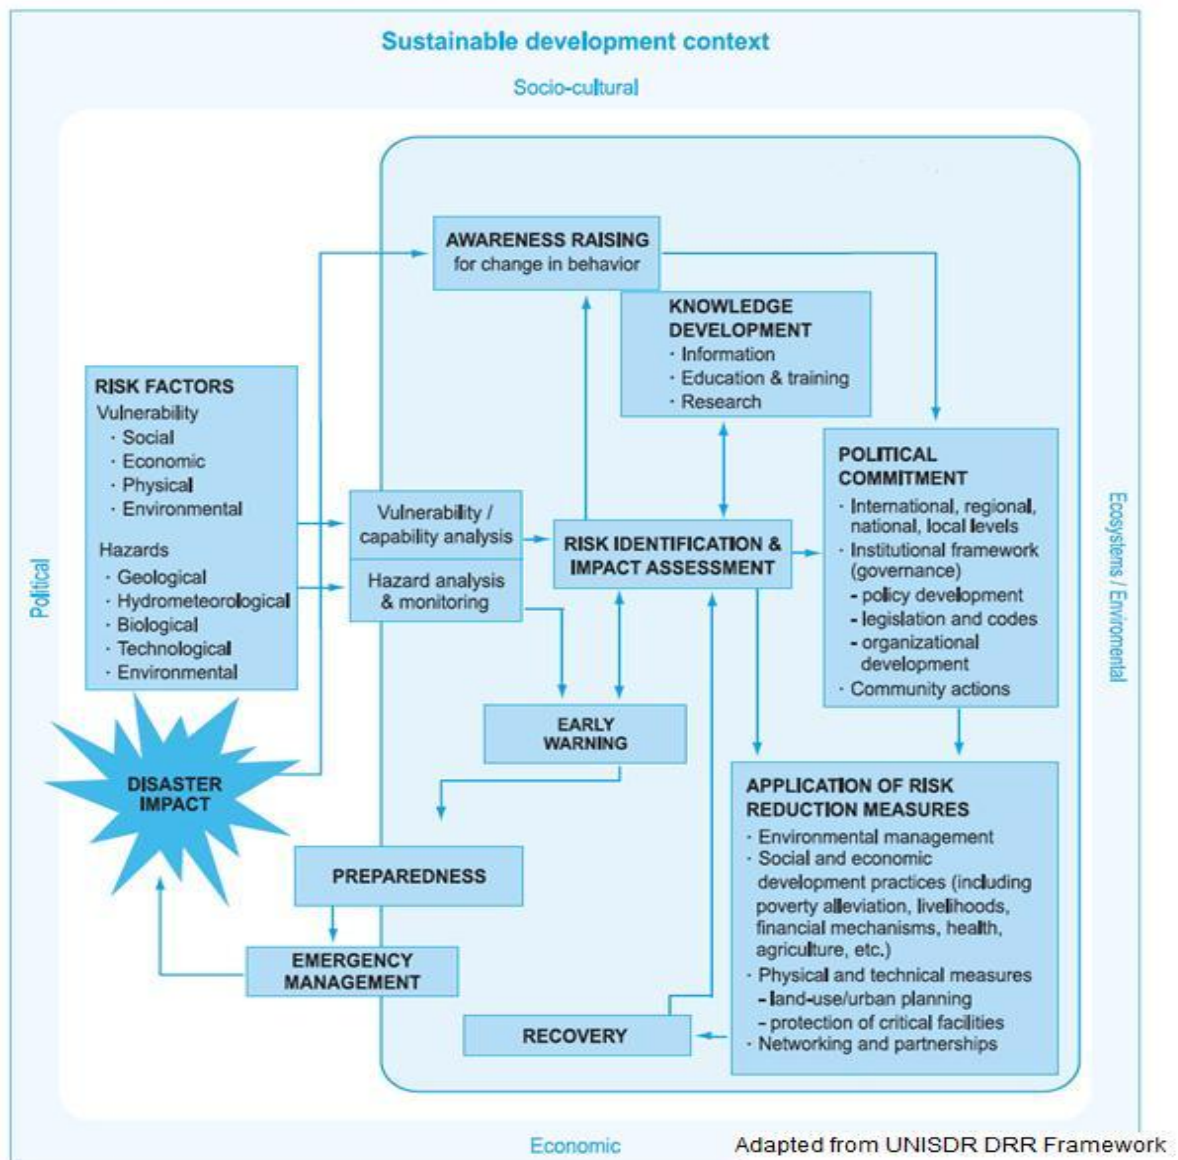 Sustainable development context
Socio-cultural
AWARENESS RAISING
for change in behavior
KNOWLEDGE
DEVELOPMENT
· Information
· Education & training
· Research
RISK FACTORS
Vulnerability
· Social
· Economic
· Physical
· Environmental
Hazards
· Geological
· Hydrometeorological
· Biological
· Technological
· Environmental
Political
Vulnerability /
capability analysis
Hazard analysis
& monitoring
RISK IDENTIFICATION &
IMPACT ASSESSMENT
POLITICAL
COMMITMENT
· International, regional,
national, local levels
· Institutional framework
(governance)
- policy development
- legislation and codes
- organizational
development
· Community actions
Ecosystems / Enviromental
EARLY
WARNING
DISASTER
IMPACT
PREPAREDNESS
EMERGENCY
MANAGEMENT
APPLICATION OF RISK
REDUCTION MEASURES
· Environmental management
· Social and economic
development practices (including
poverty alleviation, livelihoods,
financial mechanisms, health,
agriculture, etc.)
· Physical and technical measures
- land-use/urban planning
- protection of critical facilities
· Networking and partnerships
RECOVERY
Economic
Adapted from UNISDR DRR Framework